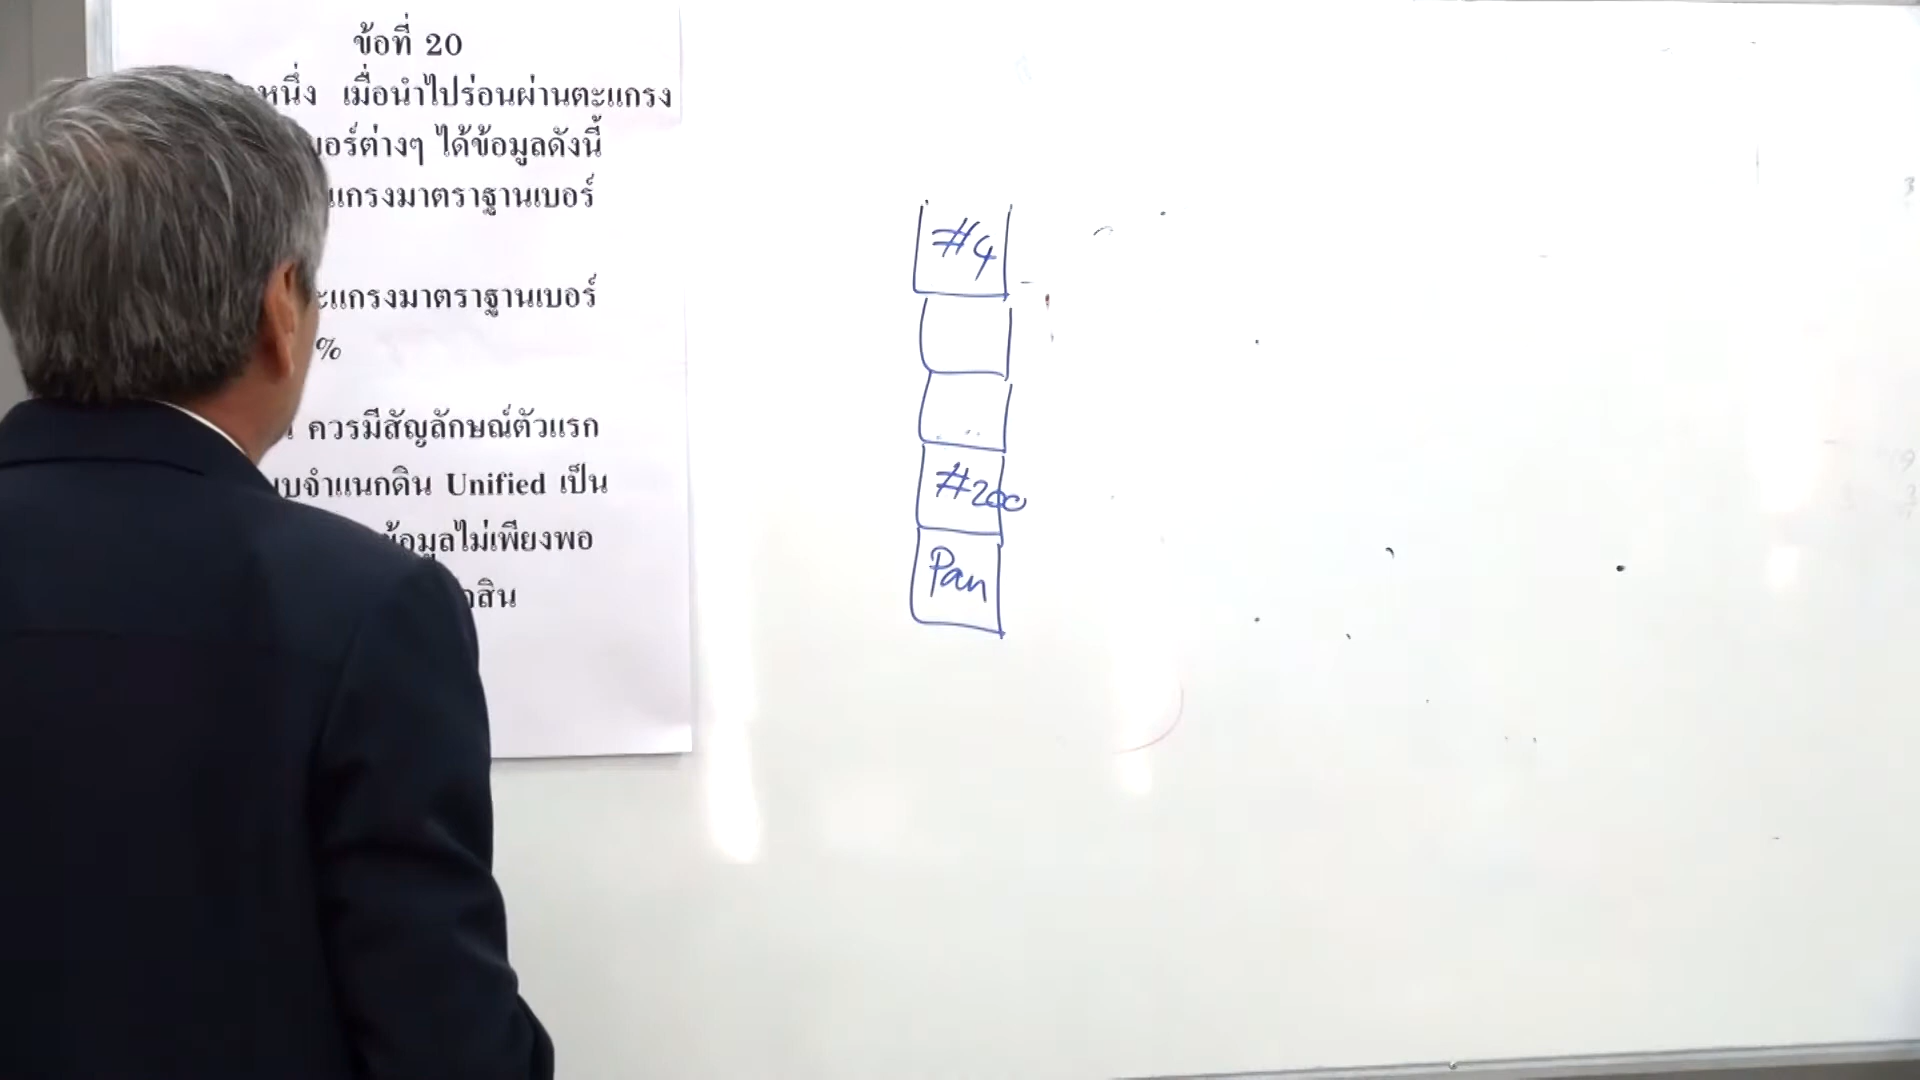 ข้อที่ 20
หนึ่ง เมื่อนำไปร่อนผ่านตะแกรง
เบอร์ต่างๆ ได้ข้อมูลดังนี้
แกรงมาตราฐานเบอร์
ะแกรงมาตราฐานเบอร์
%
ควรมีสัญลักษณ์ตัวแรก
บจำแนกดิน Unified เป็น
ข้อมูลไม่เพียงพอ
สิน
#4
#200
Pan